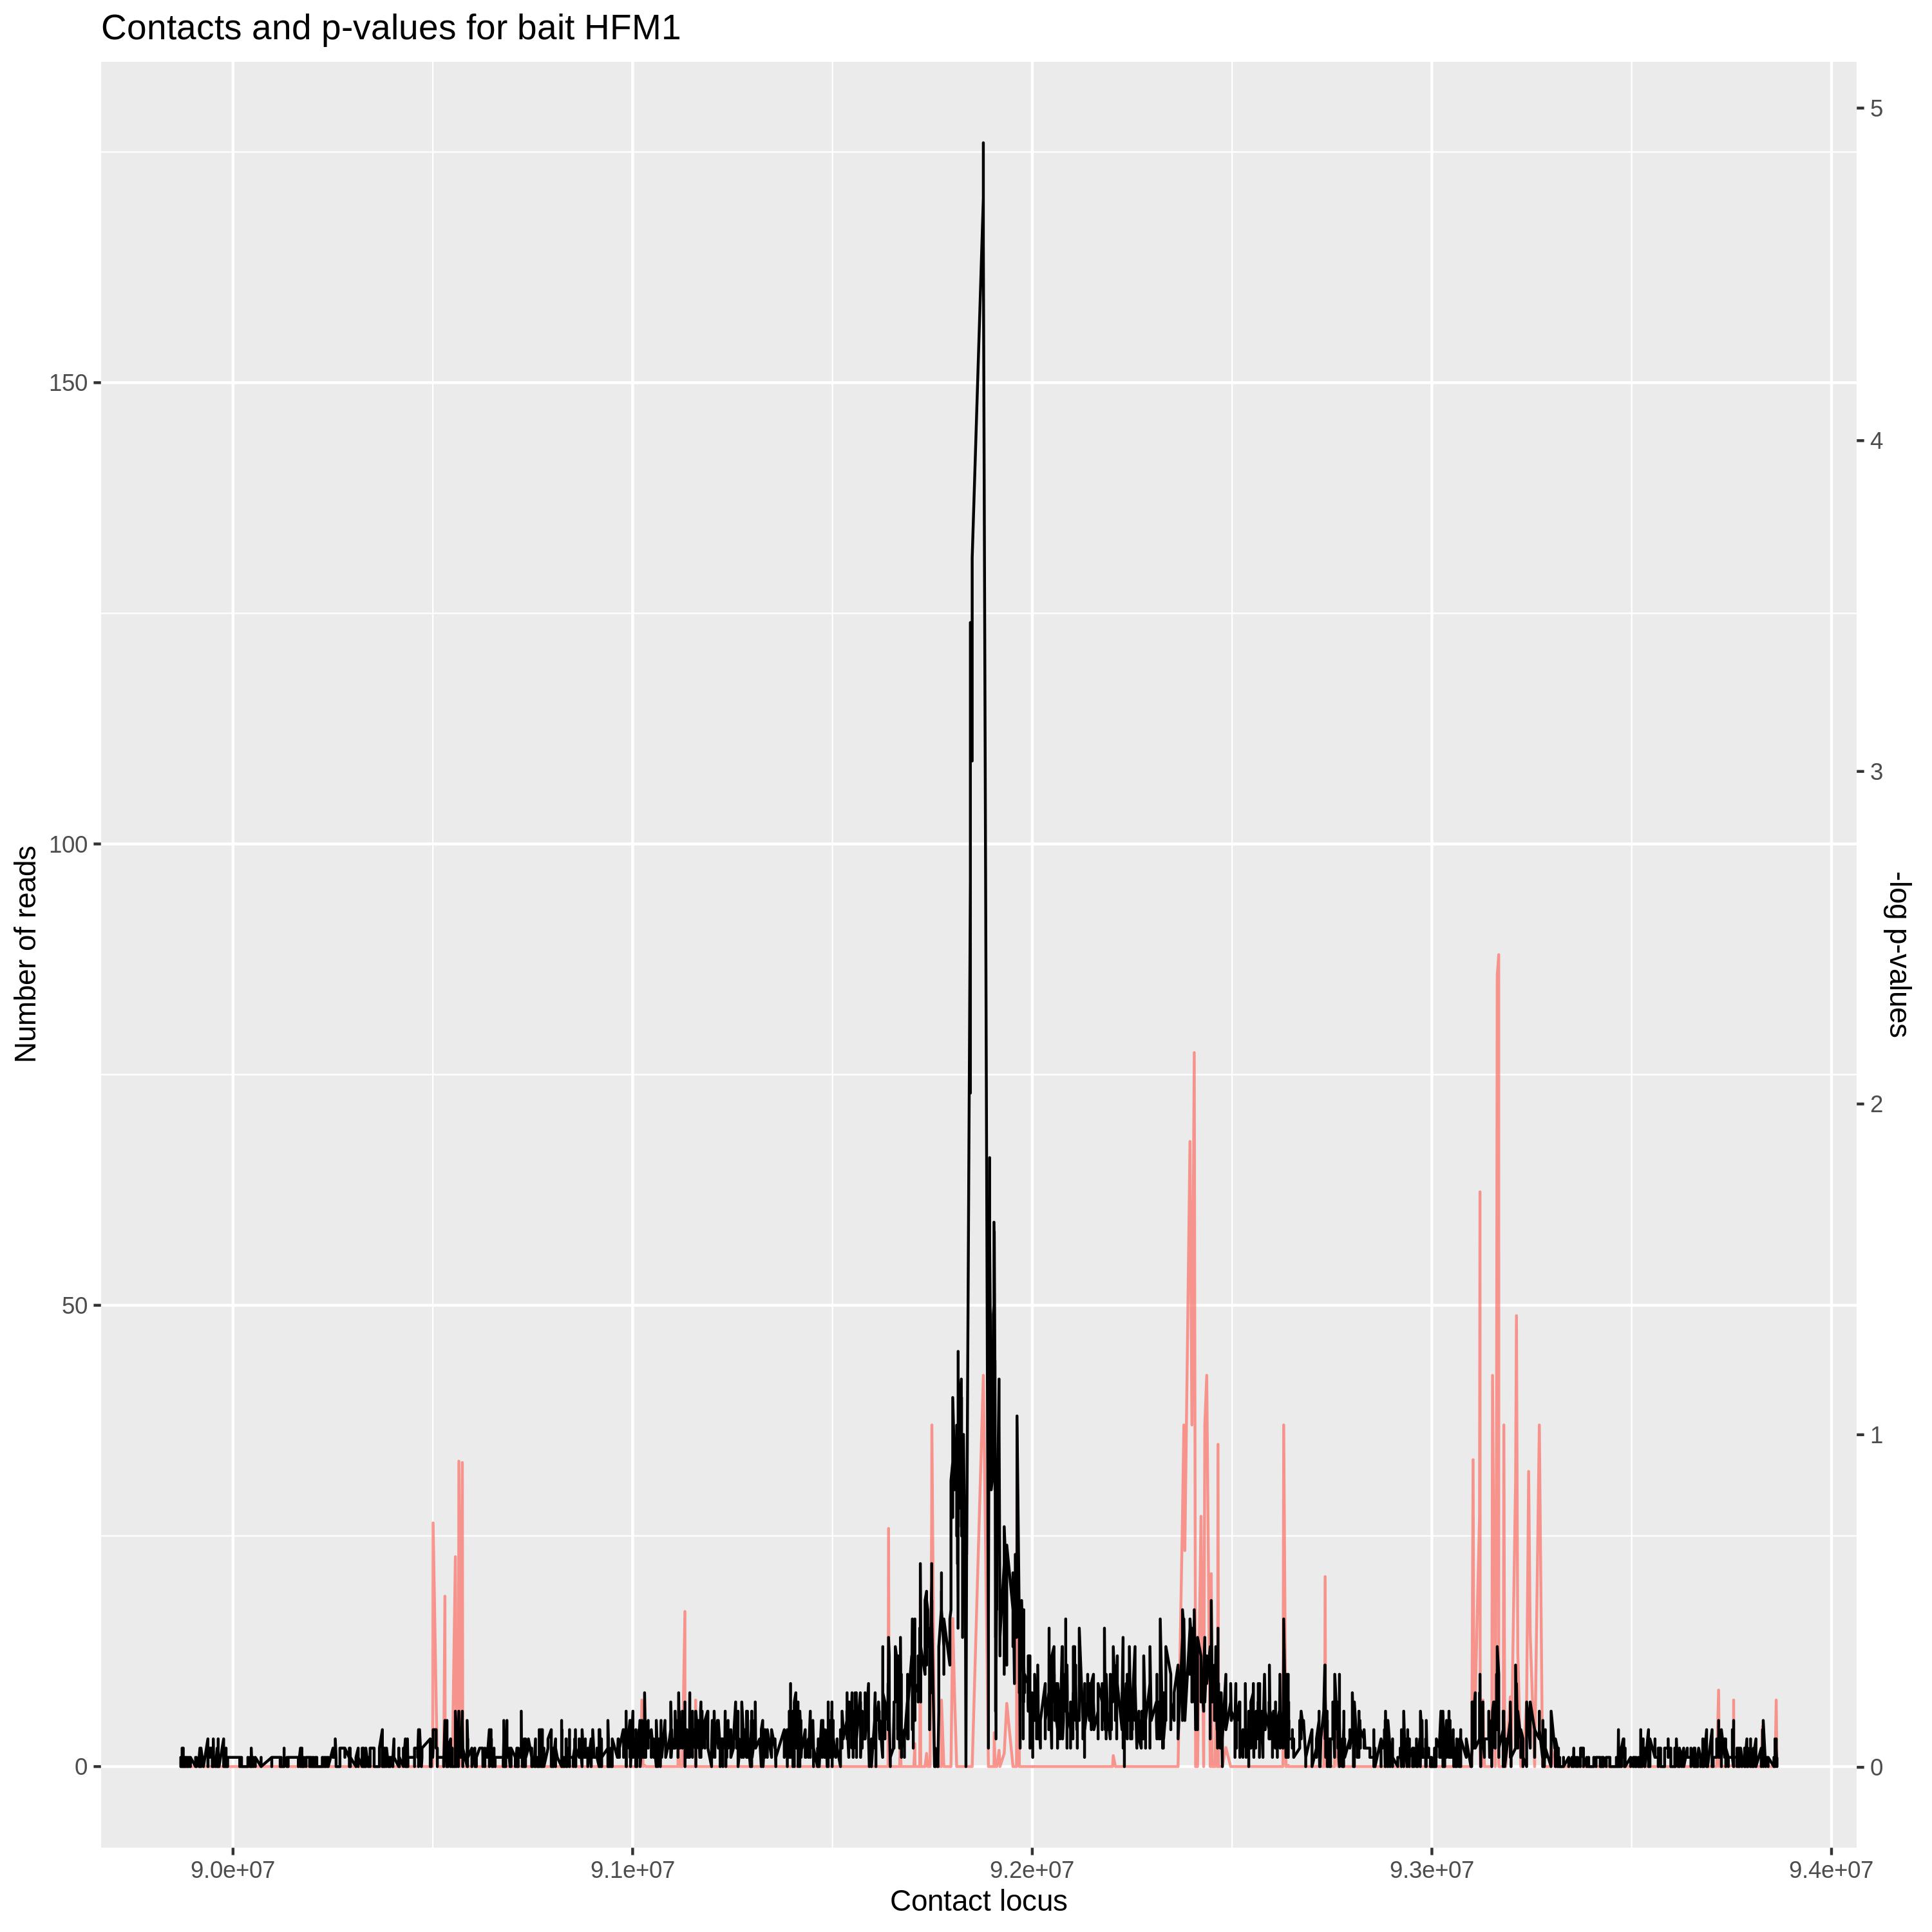 Contacts and p-values for bait HFM1
Number of reads
150
100
50
0
5
4
3
2
1
0
-log p-values
9.0e+07
9.1e+07
9.2e+07
9.3e+07
9.4e+07
Contact locus